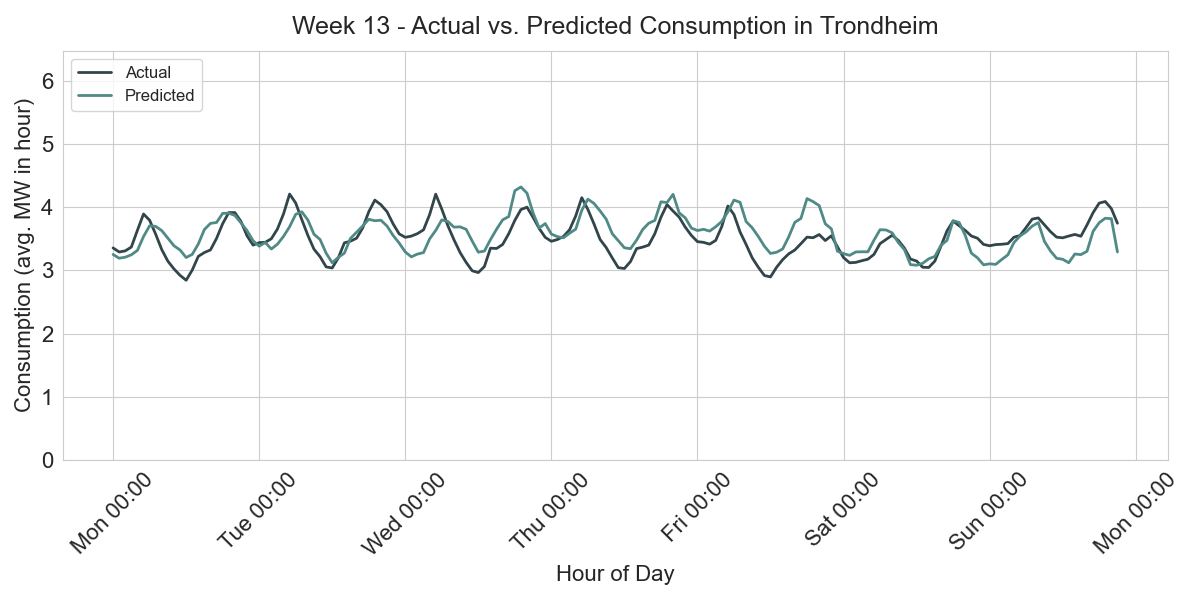 Week 13 - Actual vs. Predicted Consumption in Trondheim
Actual
Predicted
Consumption (avg. MW in hour)
6
5
4
3
2
1
0
Mon 00:00
Tue 00:00
Wed 00:00
Thu 00:00
Fri 00:00
Sat 00:00
Sun 00:00
Mon 00:00
Hour of Day